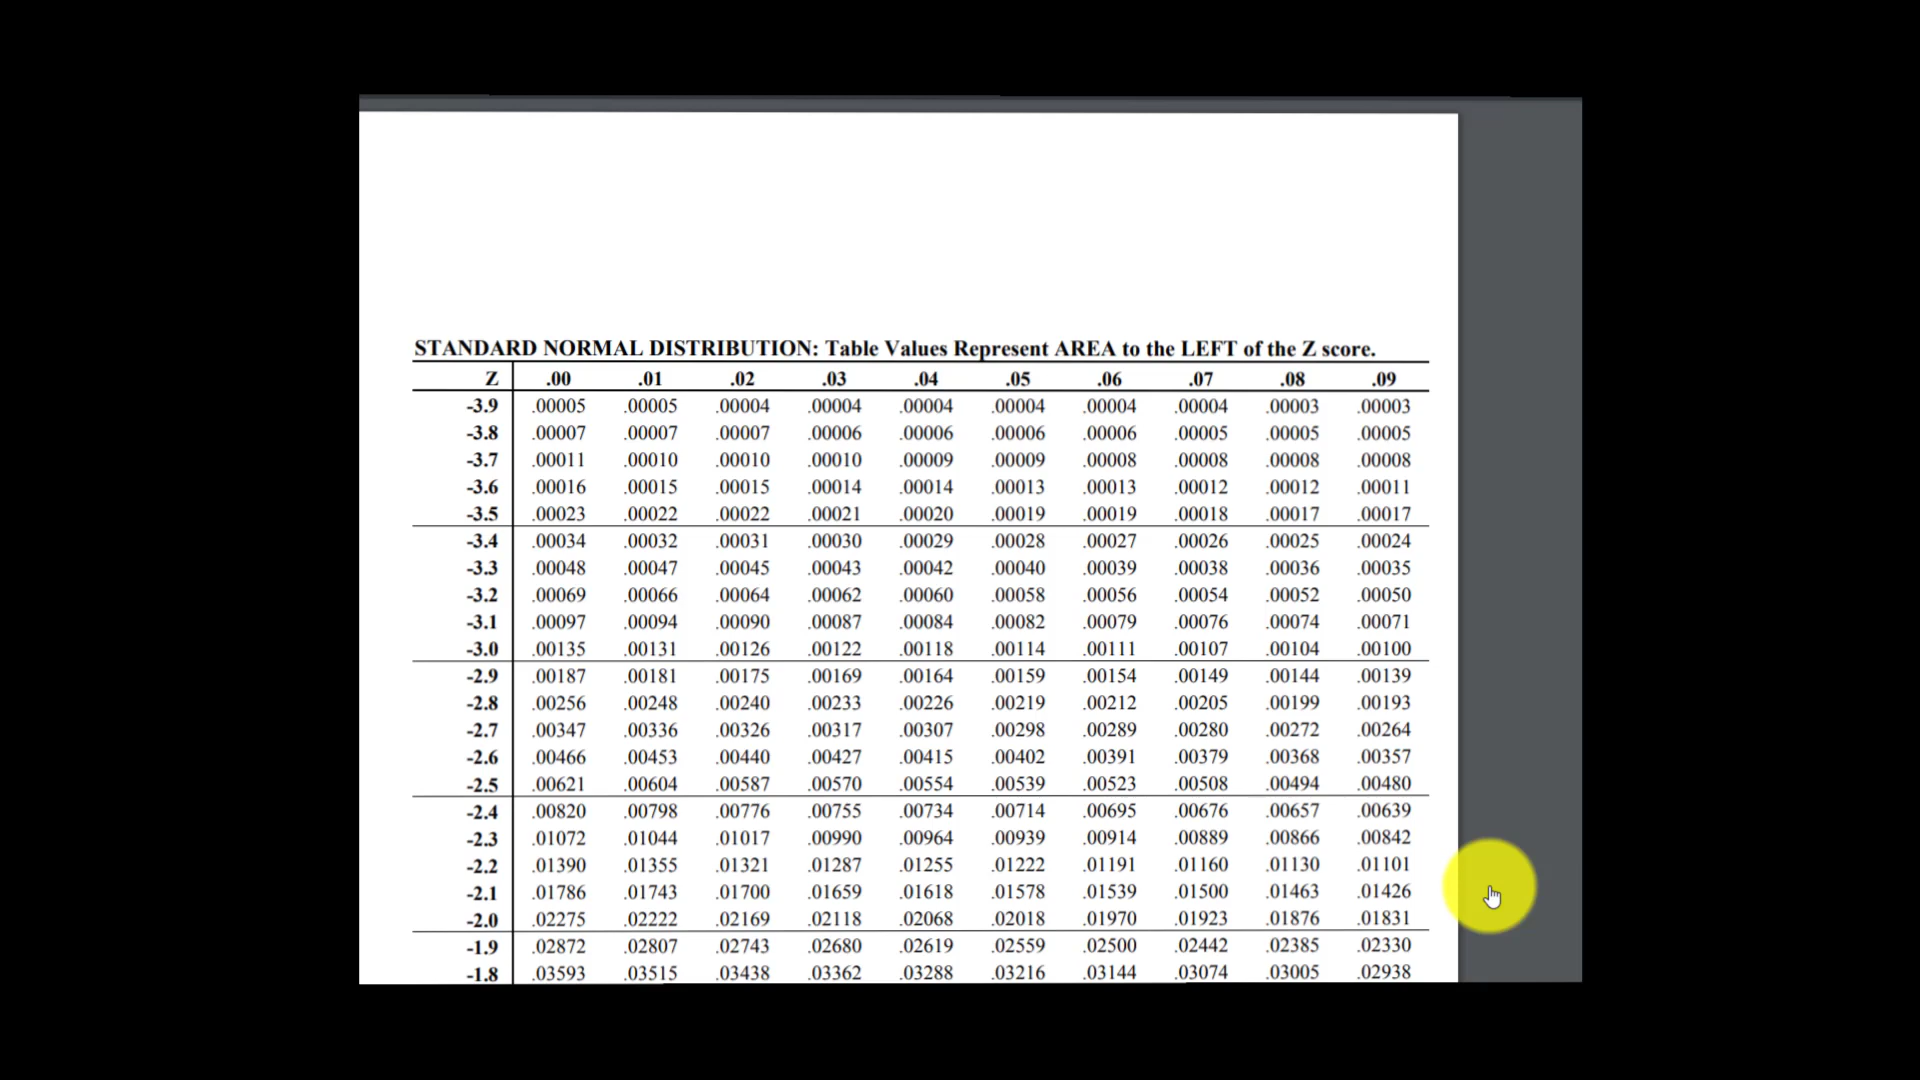 STANDARD NORMAL DISTRIBUTION: Table Values Represent AREA to the LEFT of the Z score.
Z .00 .01 .02 .03 .04 .05 .06 .07 .08 .09
-3.9 .00005 .00005 .00004 .00004 .00004 .00004 .00004 .00004 .00003 .00003
-3.8 .00007 .00007 .00007 .00006 .00006 .00006 .00006 .00005 .00005 .00005
-3.7 .00011 .00010 .00010 .00010 .00009 .00009 .00008 .00008 .00008 .00008
-3.6 .00016 .00015 .00015 .00014 .00014 .00013 .00013 .00012 .00012 .00011
-3.5 .00023 .00022 .00022 .00021 .00020 .00019 .00019 .00018 .00017 .00017
-3.4 .00034 .00032 .00031 .00030 .00029 .00028 .00027 .00026 .00025 .00024
-3.3 .00048 .00047 .00045 .00043 .00042 .00040 .00039 .00038 .00036 .00035
-3.2 .00069 .00066 .00064 .00062 .00060 .00058 .00056 .00054 .00052 .00050
-3.1 .00097 .00094 .00090 .00087 .00084 .00082 .00079 .00076 .00074 .00071
-3.0 .00135 .00131 .00126 .00122 .00118 .00114 .00111 .00107 .00104 .00100
-2.9 .00187 .00181 .00175 .00169 .00164 .00159 .00154 .00149 .00144 .00139
-2.8 .00256 .00248 .00240 .00233 .00226 .00219 .00212 .00205 .00199 .00193
-2.7 .00347 .00336 .00326 .00317 .00307 .00298 .00289 .00280 .00272 .00264
-2.6 .00466 .00453 .00440 .00427 .00415 .00402 .00391 .00379 .00368 .00357
-2.5 .00621 .00604 .00587 .00570 .00554 .00539 .00523 .00508 .00494 .00480
-2.4 .00820 .00798 .00776 .00755 .00734 .00714 .00695 .00676 .00657 .00639
-2.3 .01072 .01044 .01017 .00990 .00964 .00939 .00914 .00889 .00866 .00842
-2.2 .01390 .01355 .01321 .01287 .01255 .01222 .01191 .01160 .01130 .01101
-2.1 .01786 .01743 .01700 .01659 .01618 .01578 .01539 .01500 .01463 .01426
-2.0 .02275 .02222 .02169 .02118 .02068 .02018 .01970 .01923 .01876 .01831
-1.9 .02872 .02807 .02743 .02680 .02619 .02559 .02500 .02442 .02385 .02330
-1.8 .03593 .03515 .03438 .03362 .03288 .03216 .03144 .03074 .03005 .02938